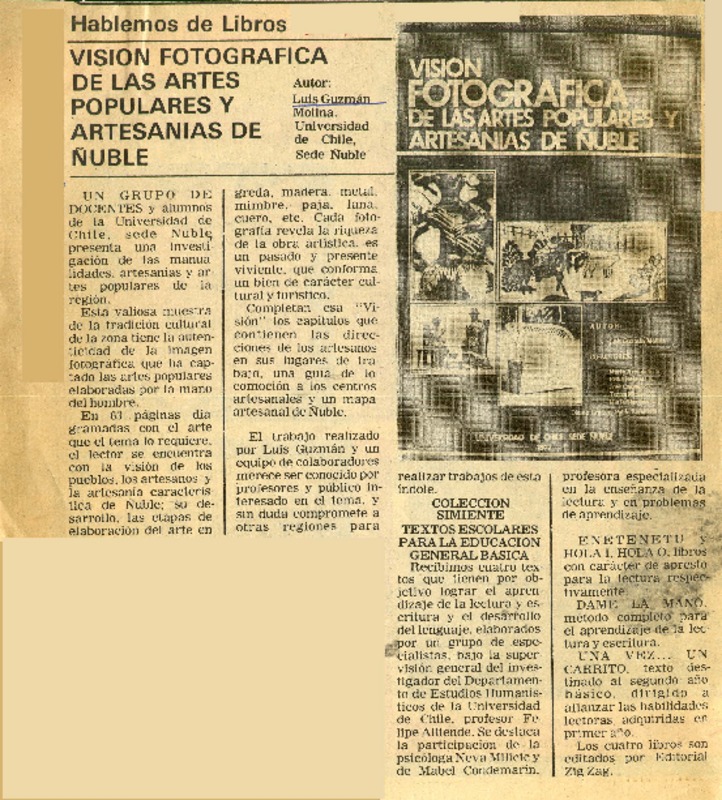 Hablemos de Libros
VISION FOTOGRAFICA
DE LAS ARTES
POPULARES Y
ARTESANIAS DE
ÑUBLE
Autor:
Luis Guzmán
Molina.
Universidad
de Chile,
Sede Ñuble
UN GRUPO DE
DOCENTES y alumnos
de la Universidad de
Chile, sede Ñuble
presenta una investi-
gación de las manua
lidades, artesanías y ar
tes populares de la
región.
Esta valiosa muestra
de la tradición cultural
de la zona tiene la auten-
ticidad de la imagen
fotográfica que ha cap-
tado las artes populares
elaboradas por la mano
del hombre.
En 63 páginas dia
gramadas con el arte
que el tema lo requiere,
el lector se encuentra
con la visión de los
pueblos, los artesanos y
la artesanía caracterís-
tica de Ñuble; su de-
sarrollo, las etapas de
elaboración del arte en
greda, madera, metal,
mimbre, paja, luna,
cuero, etc. Cada foto-
grafía revela la riqueza
de la obra artística, es
un pasado y presente
viviente, que conforma
un bien de carácter cul-
tural y turístico.
Completan esa "Vi-
sión" los capítulos que
contienen las direc-
ciones de los artesanos
en sus lugares de tra
bajo, una guía de lo
comoción a los centros
artesanales y un mapa
artesanal de Ñuble.
El trabajo realizado
por Luis Guzmán y un
equipo de colaboradores
merece ser conocido por
profesores y público in-
teresado en el tema, y
sin duda compromete a
otras regiones para
VISION
FOTOGRAFICA
DE LAS ARTES POPULARES Y
ARTESANIAS DE ÑUBLE
AUTOR:
UNIVERSIDAD DE CHILE SEDE ÑUBLE
realizar trabajos de esta
índole.
COLECCION
SIMIENTE
TEXTOS ESCOLARES
PARA LA EDUCACION
GENERAL BASICA
Recibimos cuatro tex
tos que tienen por ob-
jetivo lograr el apren-
dizaje de la lectura y es-
critura y el desarrollo
del lenguaje, elaborados
por un grupo de espe-
cialistas, bajo la super
visión general del inves-
tigador del Departamen-
to de Estudios Humanís-
ticos de la Universidad
de Chile, profesor Fe
lipe Alliende. Se destaca
la participación de la
psicóloga Neva Milicic y
de Mabel Condemarín,
profesora especializada
en la enseñanza de la
lectura y en problemas
de aprendizaje.
ENETENETU y
HOLA I, HOLA O, libros
con carácter de apresto
para la lectura respec-
tivamente.
DAME LA MANO,
método completo para
el aprendizaje de la lec-
tura y escritura.
UNA VEZ... UN
CARRITO, texto des-
tinado al segundo año
básico, dirigido a
afianzar las habilidades
lectoras adquiridas en
primer año.
Los cuatro libros son
editados por Editorial
Zig Zag.